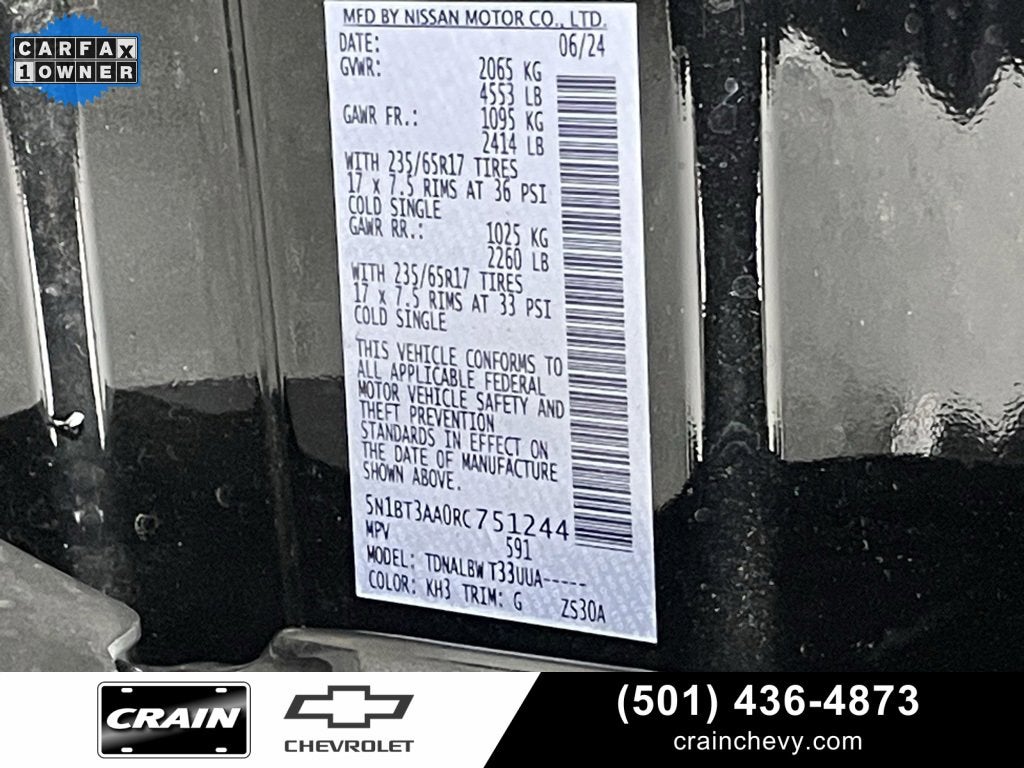 CARFAX
1 OWNER
MFD BY NISSAN MOTOR CO., LTD.
DATE: 06/24
GVWR: 2065 KG
4553 LB
GAWR FR.: 1095 KG
2414 LB
WITH 235/65R17 TIRES
17 x 7.5 RIMS AT 36 PSI
COLD SINGLE
GAWR RR.: 1025 KG
2260 LB
WITH 235/65R17 TIRES
17 x 7.5 RIMS AT 33 PSI
COLD SINGLE
THIS VEHICLE CONFORMS TO
ALL APPLICABLE FEDERAL
MOTOR VEHICLE SAFETY AND
THEFT PREVENTION
STANDARDS IN EFFECT ON
THE DATE OF MANUFACTURE
SHOWN ABOVE.
5N1BT3AA0RC751244
MPV 591
MODEL: TDNALBW T33UUA-----
COLOR: KH3 TRIM: G ZS30A
CRAIN
CHEVROLET
(501) 436-4873
crainchevy.com